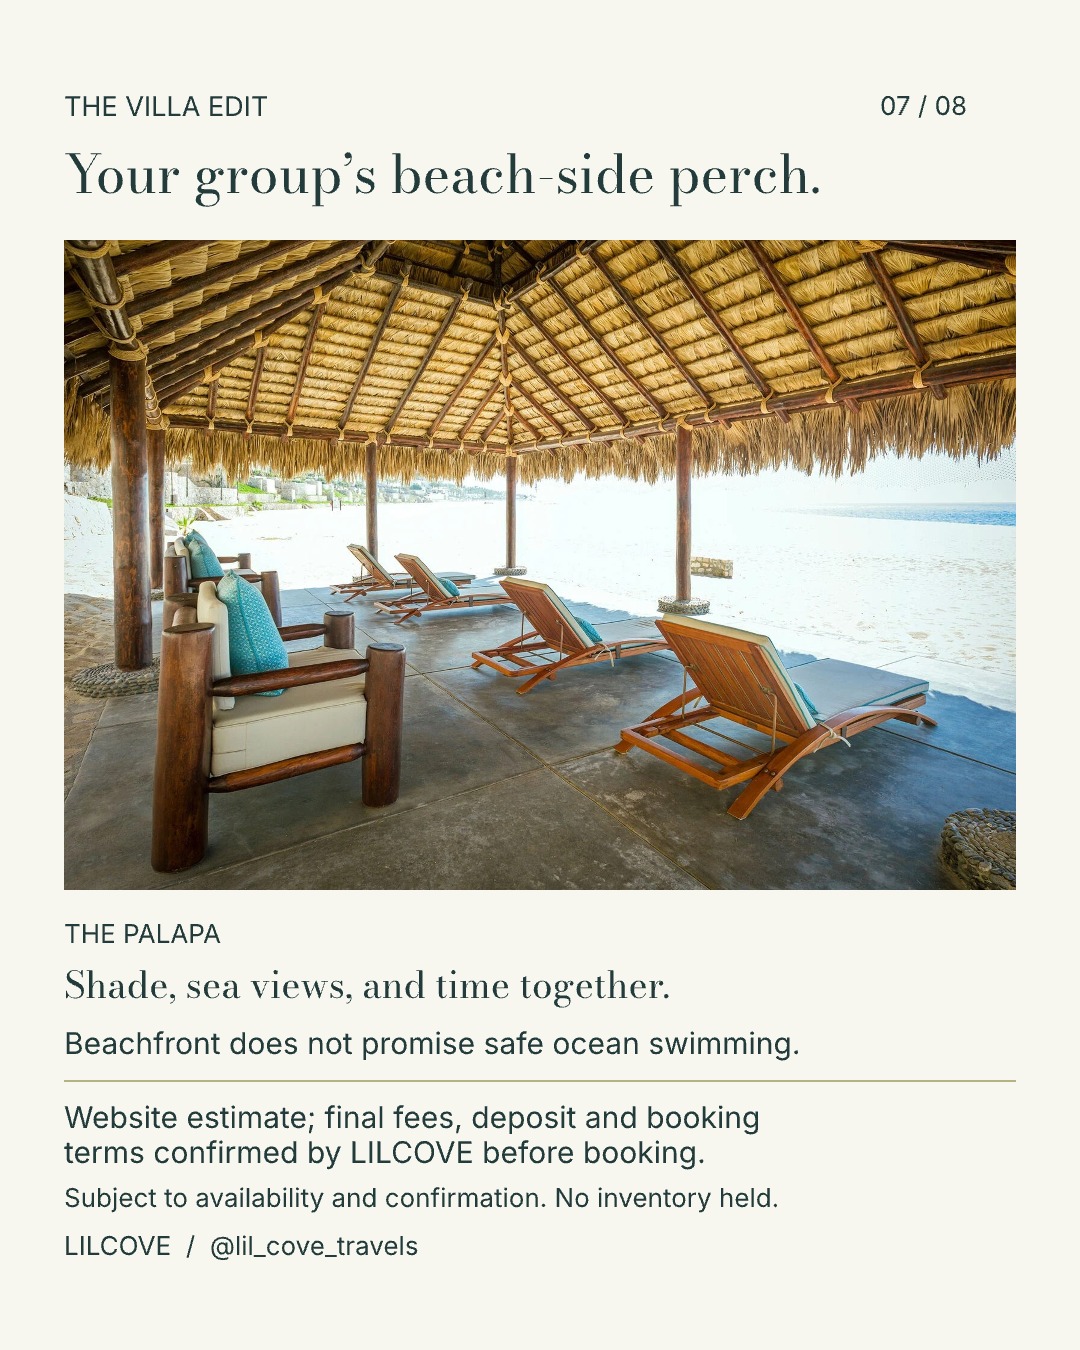 THE VILLA EDIT
07 / 08
Your group’s beach-side perch.
THE PALAPA
Shade, sea views, and time together.
Beachfront does not promise safe ocean swimming.
Website estimate; final fees, deposit and booking
terms confirmed by LILCOVE before booking.
Subject to availability and confirmation. No inventory held.
LILCOVE / @lil_cove_travels